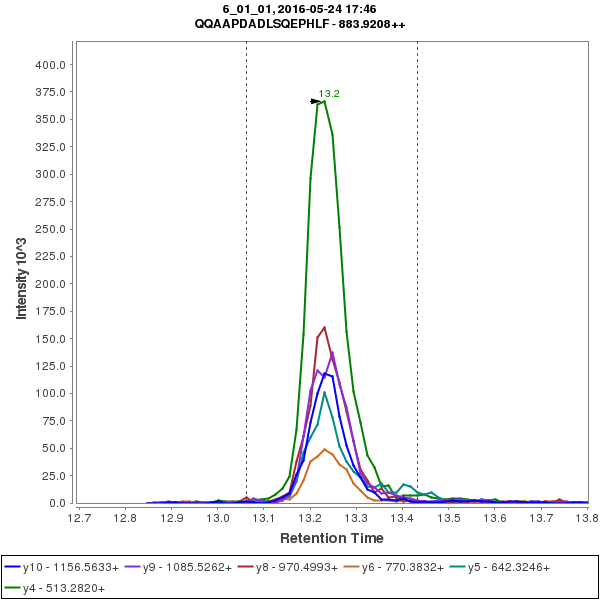 6_01_01, 2016-05-24 17:46
QQAAPDADLSQEPHLF - 883.9208++
Intensity 10^3
400.0
375.0
350.0
325.0
300.0
275.0
250.0
225.0
200.0
175.0
150.0
125.0
100.0
75.0
50.0
25.0
0.0
13.2
12.7 12.8 12.9 13.0 13.1 13.2 13.3 13.4 13.5 13.6 13.7 13.8
Retention Time
y10 - 1156.5633+ y9 - 1085.5262+ y8 - 970.4993+ y6 - 770.3832+ y5 - 642.3246+
y4 - 513.2820+